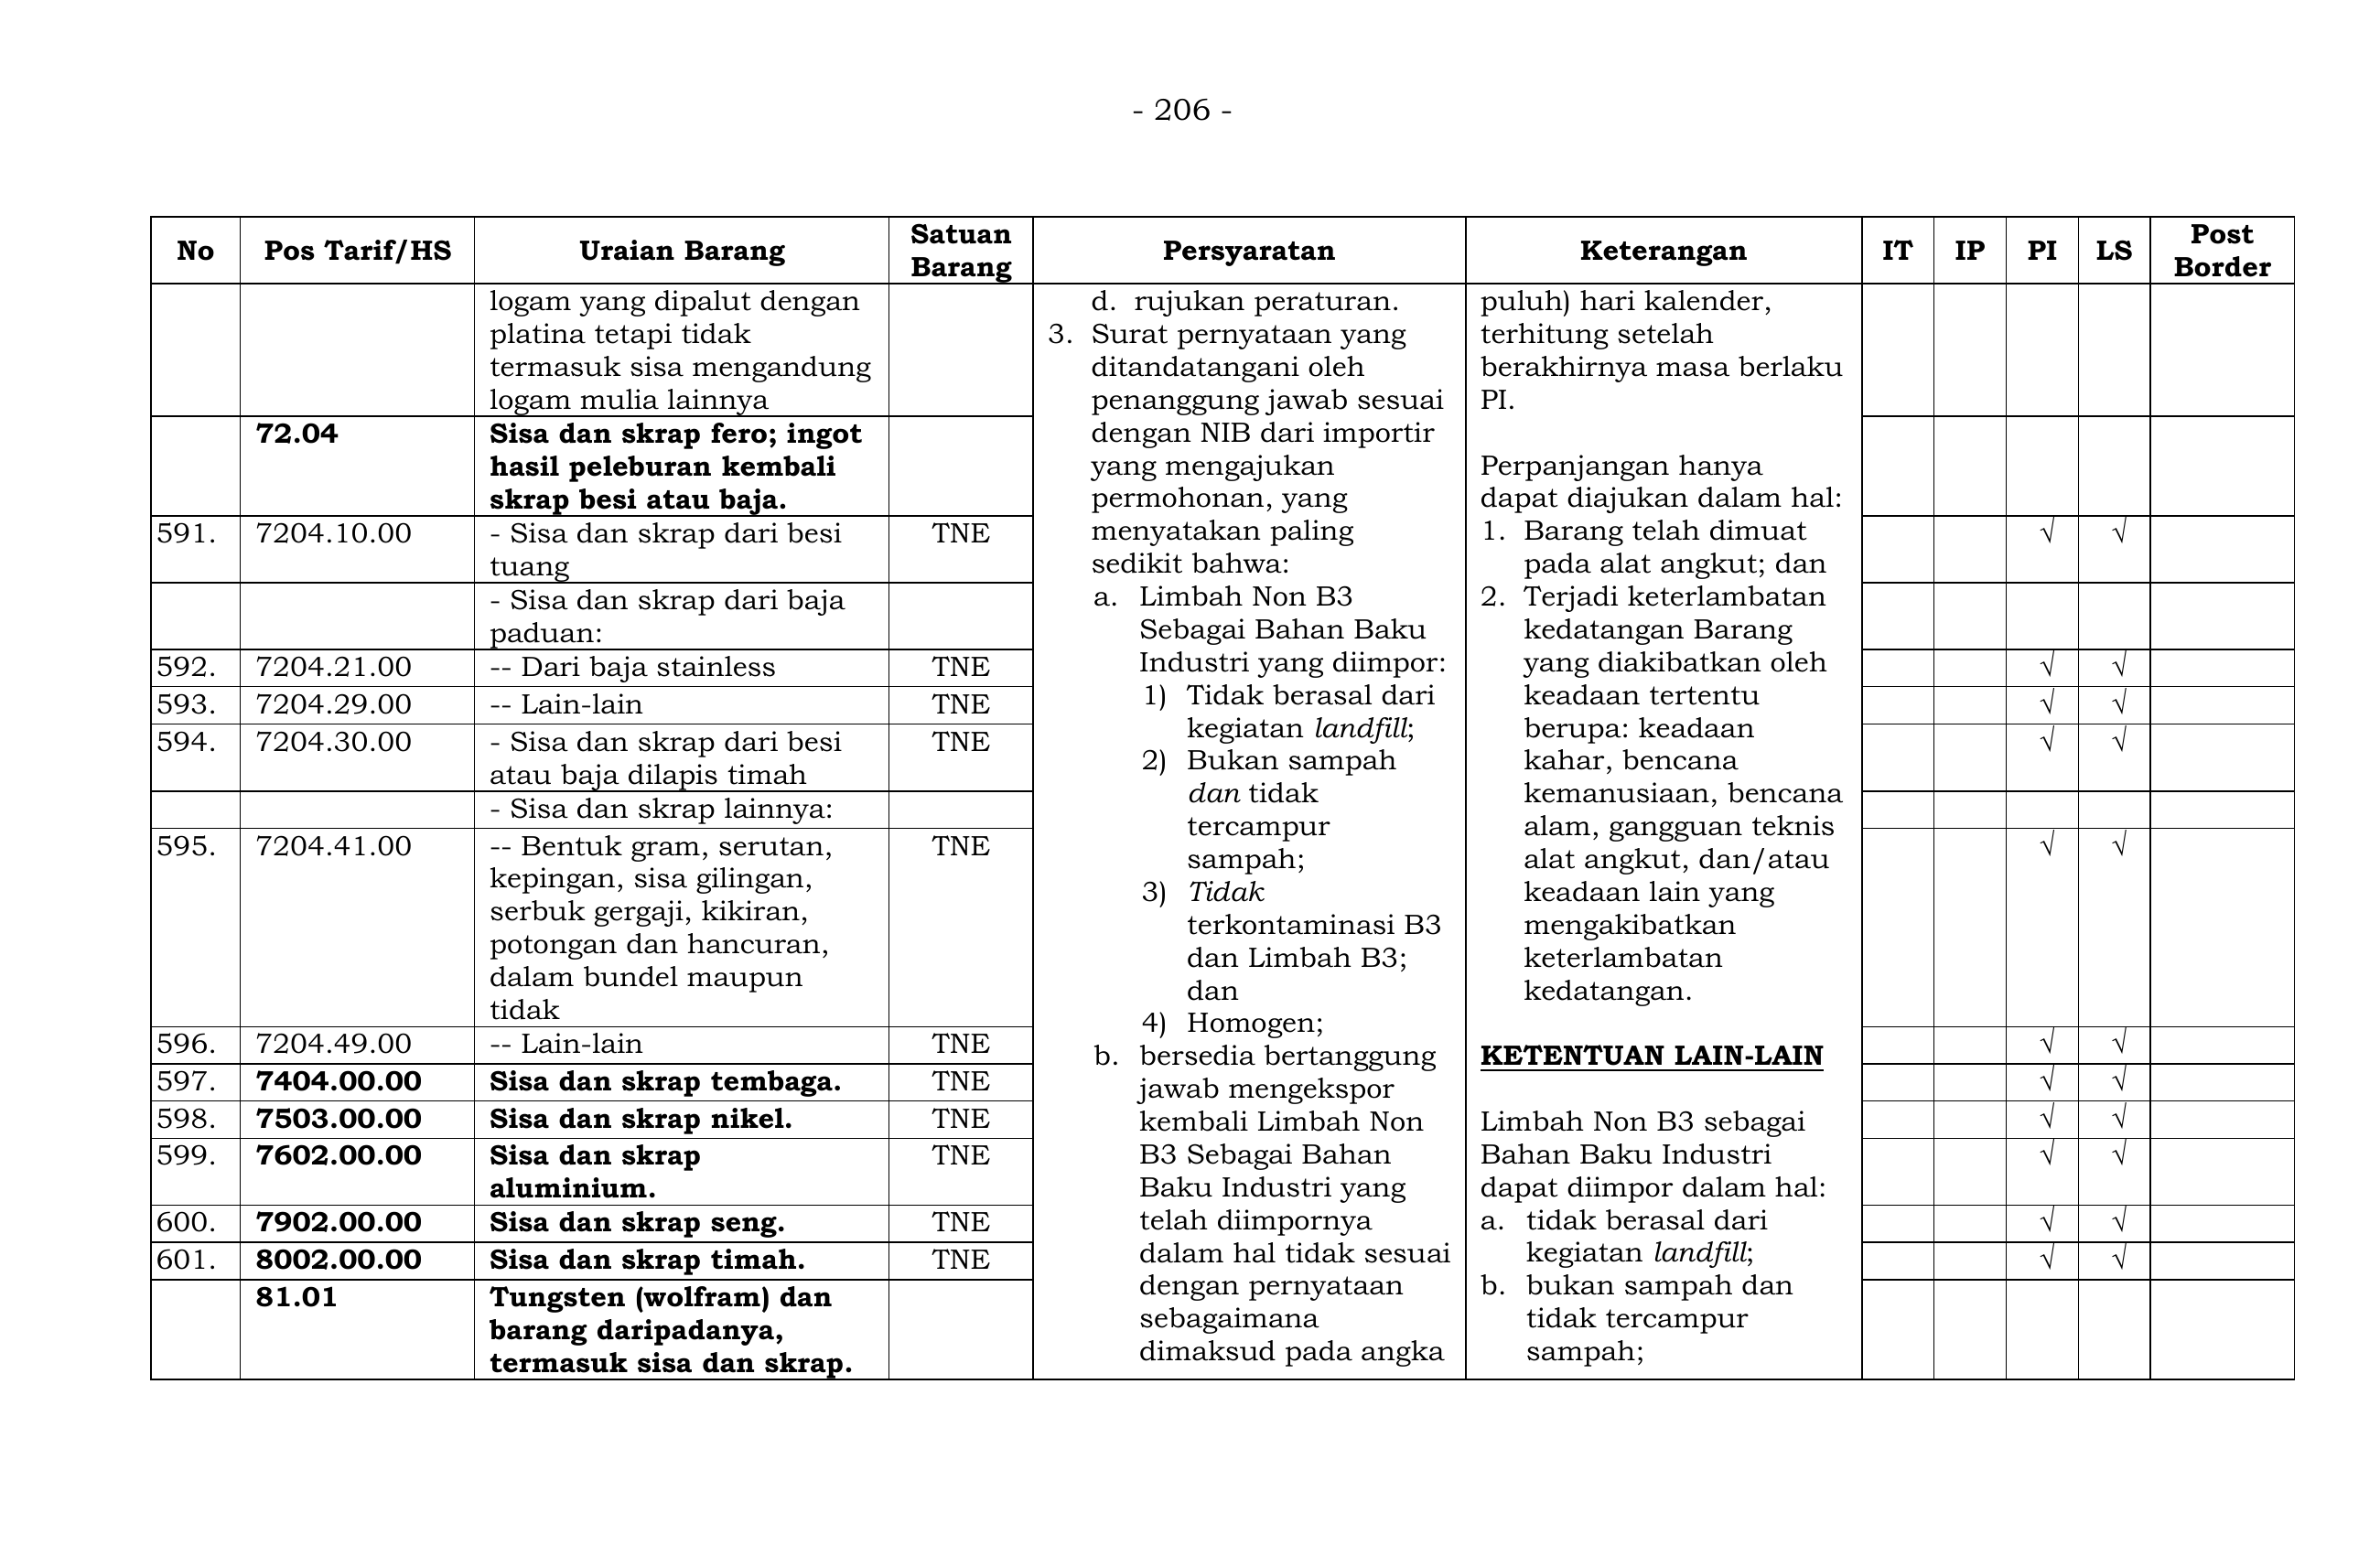 - 206 -
No
Pos Tarif/HS
Uraian Barang
Satuan
Barang
Persyaratan
Keterangan
IT
IP
PI
LS
Post
Border
logam yang dipalut dengan
platina tetapi tidak
termasuk sisa mengandung
logam mulia lainnya
72.04
Sisa dan skrap fero; ingot
hasil peleburan kembali
skrap besi atau baja.
591.
7204.10.00
- Sisa dan skrap dari besi
tuang
TNE
√
√
- Sisa dan skrap dari baja
paduan:
592.
7204.21.00
-- Dari baja stainless
TNE
√
√
593.
7204.29.00
-- Lain-lain
TNE
√
√
594.
7204.30.00
- Sisa dan skrap dari besi
atau baja dilapis timah
TNE
√
√
- Sisa dan skrap lainnya:
595.
7204.41.00
-- Bentuk gram, serutan,
kepingan, sisa gilingan,
serbuk gergaji, kikiran,
potongan dan hancuran,
dalam bundel maupun
tidak
TNE
√
√
596.
7204.49.00
-- Lain-lain
TNE
√
√
597.
7404.00.00
Sisa dan skrap tembaga.
TNE
√
√
598.
7503.00.00
Sisa dan skrap nikel.
TNE
√
√
599.
7602.00.00
Sisa dan skrap
aluminium.
TNE
√
√
600.
7902.00.00
Sisa dan skrap seng.
TNE
√
√
601.
8002.00.00
Sisa dan skrap timah.
TNE
√
√
81.01
Tungsten (wolfram) dan
barang daripadanya,
termasuk sisa dan skrap.
d. rujukan peraturan.
3. Surat pernyataan yang
ditandatangani oleh
penanggung jawab sesuai
dengan NIB dari importir
yang mengajukan
permohonan, yang
menyatakan paling
sedikit bahwa:
a. Limbah Non B3
Sebagai Bahan Baku
Industri yang diimpor:
1) Tidak berasal dari
kegiatan landfill;
2) Bukan sampah
dan tidak
tercampur
sampah;
3) Tidak
terkontaminasi B3
dan Limbah B3;
dan
4) Homogen;
b. bersedia bertanggung
jawab mengekspor
kembali Limbah Non
B3 Sebagai Bahan
Baku Industri yang
telah diimpornya
dalam hal tidak sesuai
dengan pernyataan
sebagaimana
dimaksud pada angka
puluh) hari kalender,
terhitung setelah
berakhirnya masa berlaku
PI.
Perpanjangan hanya
dapat diajukan dalam hal:
1. Barang telah dimuat
pada alat angkut; dan
2. Terjadi keterlambatan
kedatangan Barang
yang diakibatkan oleh
keadaan tertentu
berupa: keadaan
kahar, bencana
kemanusiaan, bencana
alam, gangguan teknis
alat angkut, dan/atau
keadaan lain yang
mengakibatkan
keterlambatan
kedatangan.
KETENTUAN LAIN-LAIN
Limbah Non B3 sebagai
Bahan Baku Industri
dapat diimpor dalam hal:
a. tidak berasal dari
kegiatan landfill;
b. bukan sampah dan
tidak tercampur
sampah;